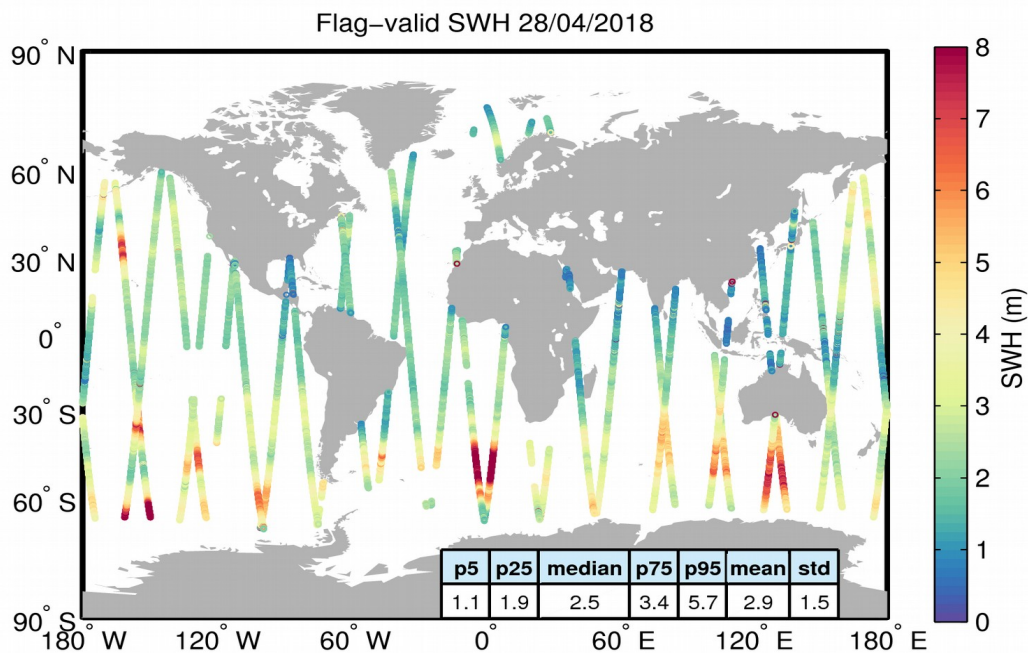 Flag−valid SWH 28/04/2018
90° N
60° N
30° N
0°
30° S
60° S
90° S
180° W
120° W
60° W
0°
60° E
120° E
180° E
p5 p25 median p75 p95 mean std
1.1 1.9 2.5 3.4 5.7 2.9 1.5
8
7
6
5
4
3
2
1
0
SWH (m)